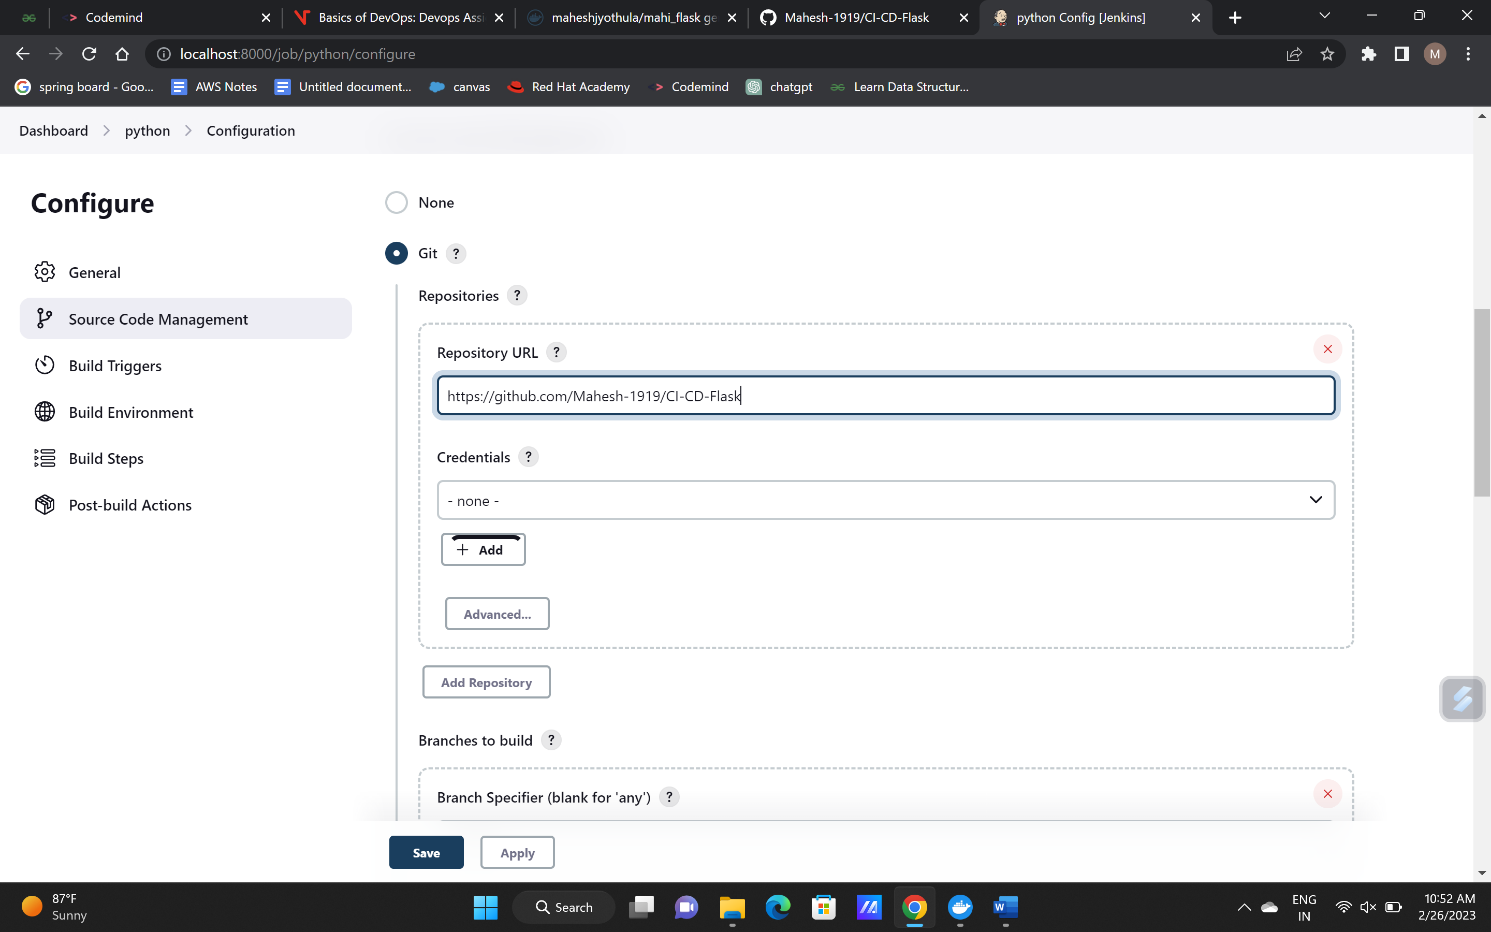 Codemind
Basics of DevOps: Devops Assi
maheshjyothula/mahi_flask ge
Mahesh-1919/CI-CD-Flask
python Config [Jenkins]
localhost:8000/job/python/configure
M
spring board - Goo...
AWS Notes
Untitled document...
canvas
Red Hat Academy
Codemind
chatgpt
Learn Data Structur...
Dashboard
python
Configuration
Configure
General
Source Code Management
Build Triggers
Build Environment
Build Steps
Post-build Actions
None
Git ?
Repositories ?
Repository URL ?
https://github.com/Mahesh-1919/CI-CD-Flask
Credentials ?
- none -
+ Add
Advanced...
Add Repository
Branches to build ?
Branch Specifier (blank for 'any') ?
Save
Apply
87°F
Sunny
Search
ENG
IN
10:52 AM
2/26/2023